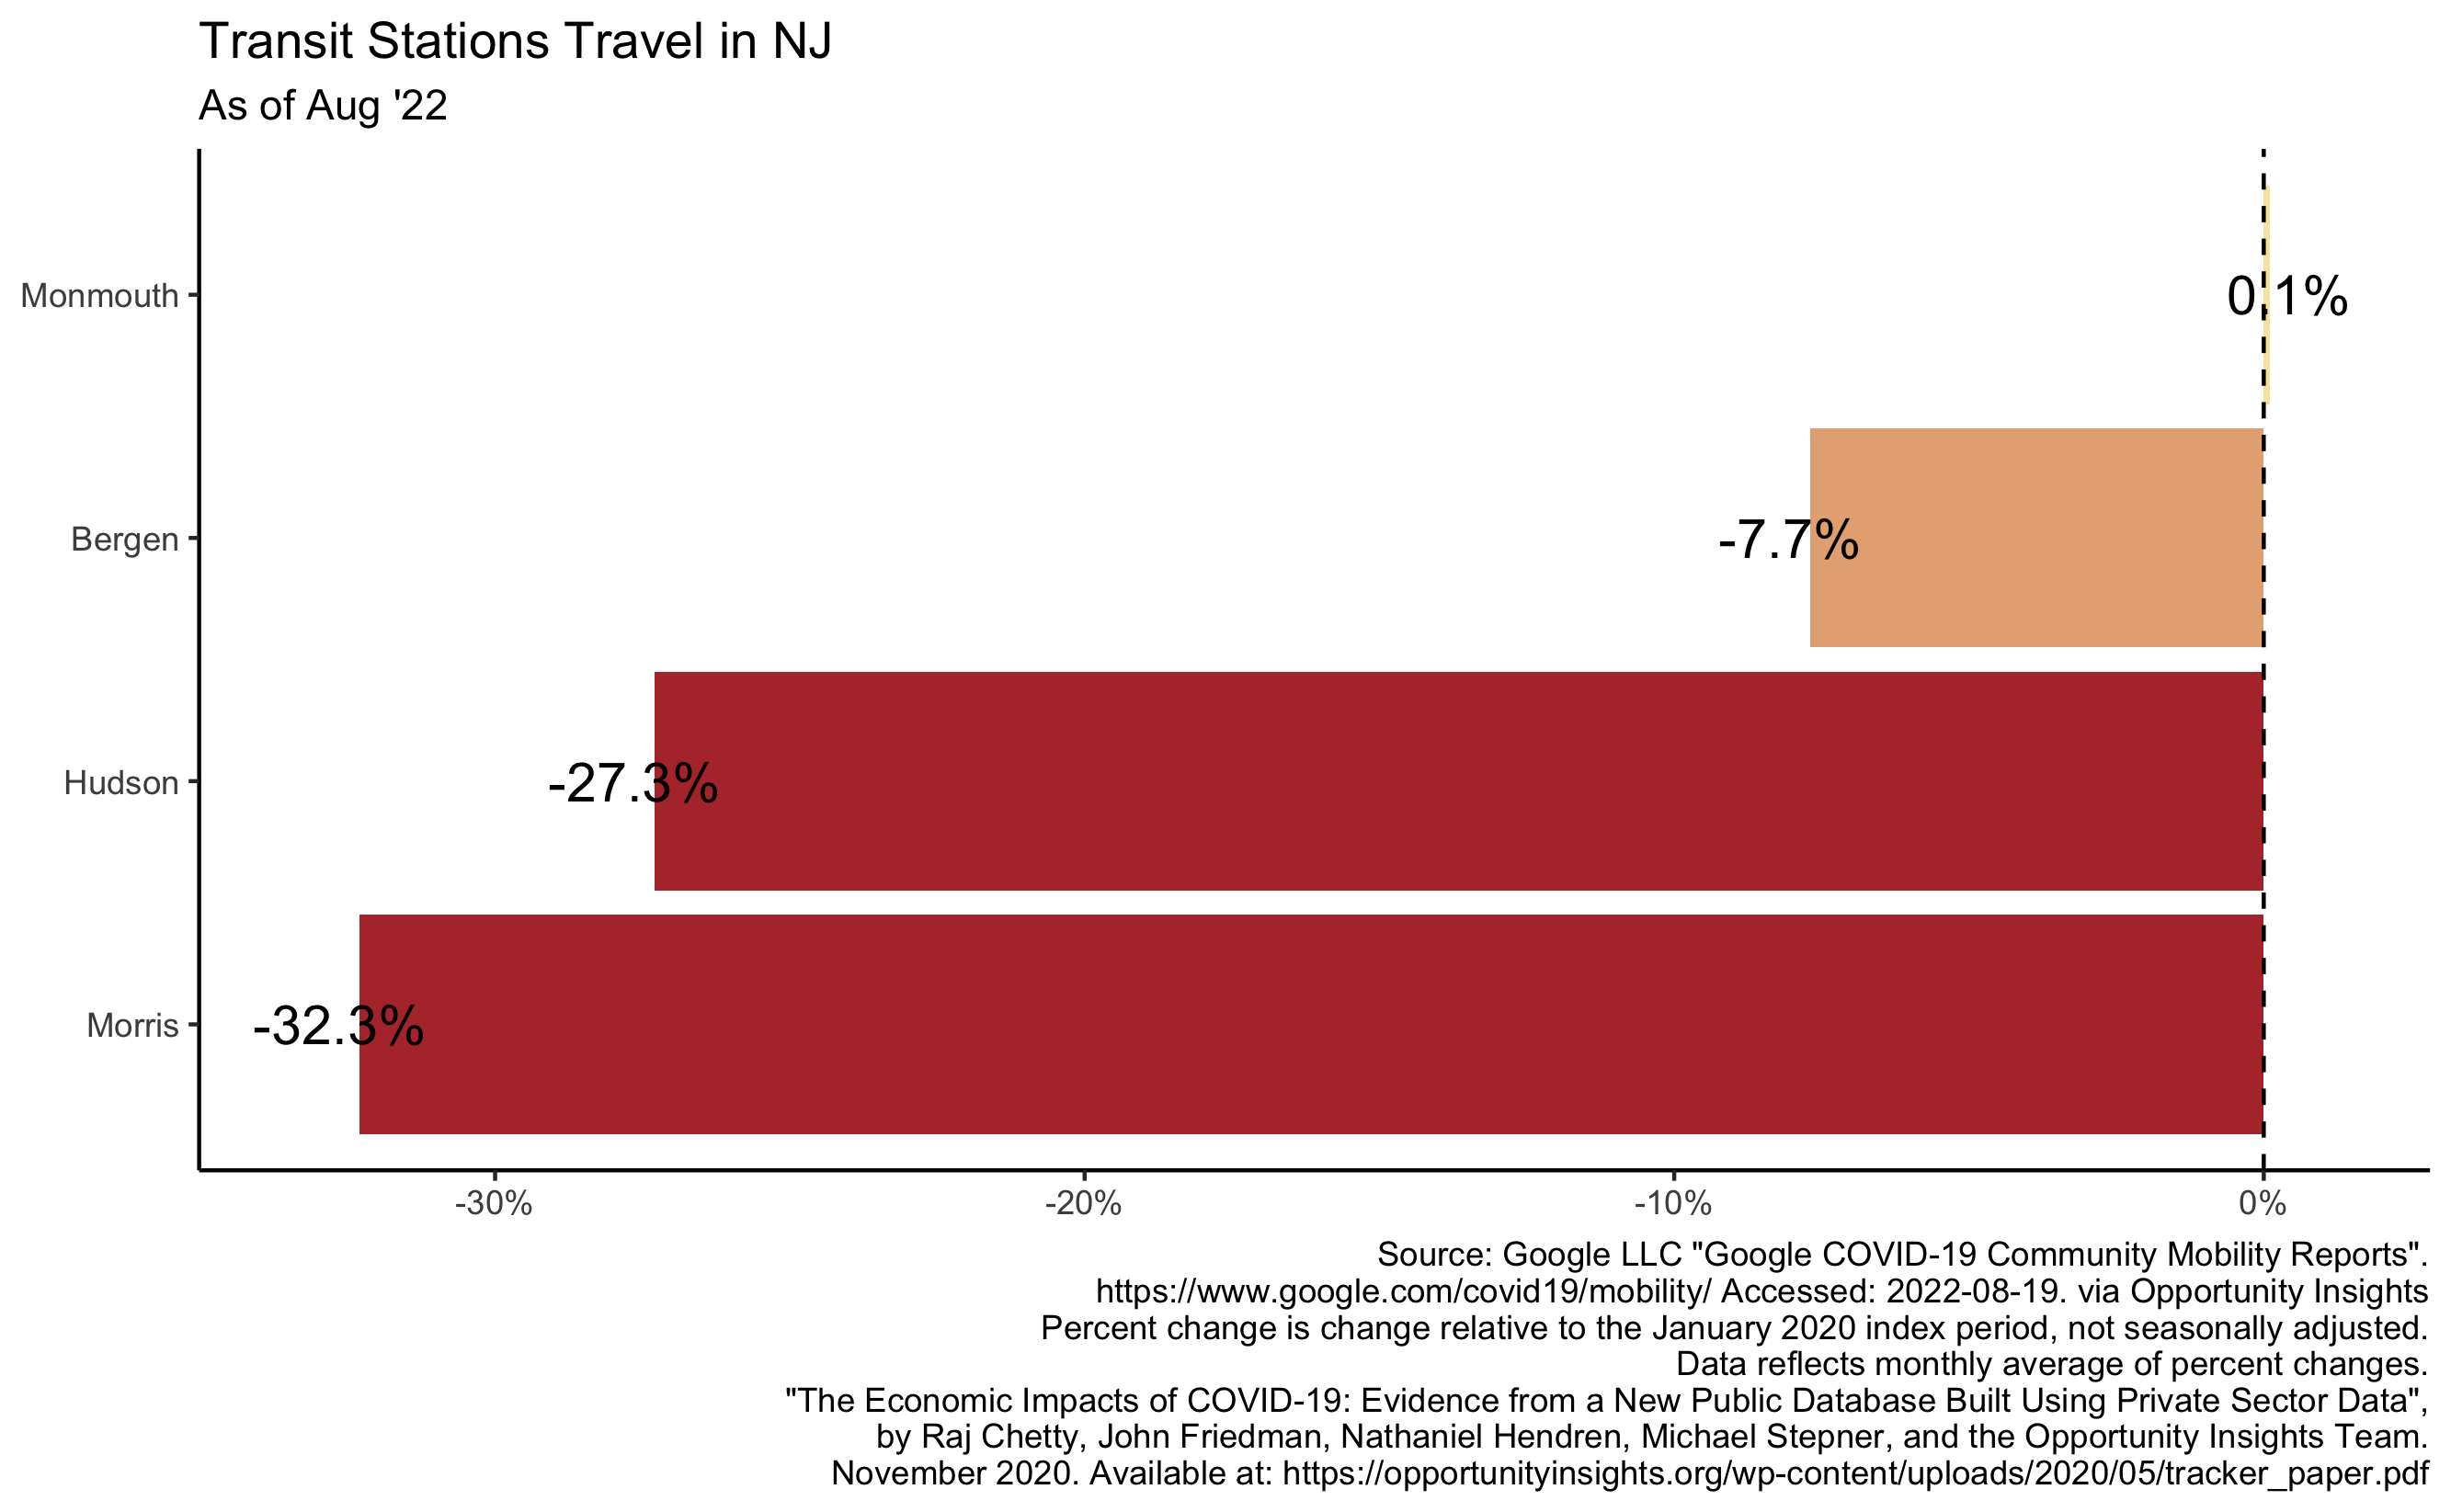 Transit Stations Travel in NJ
As of Aug '22
Monmouth
0.1%
Bergen
-7.7%
Hudson
-27.3%
Morris
-32.3%
-30%
-20%
-10%
0%
Source: Google LLC "Google COVID-19 Community Mobility Reports".
https://www.google.com/covid19/mobility/ Accessed: 2022-08-19. via Opportunity Insights
Percent change is change relative to the January 2020 index period, not seasonally adjusted.
Data reflects monthly average of percent changes.
"The Economic Impacts of COVID-19: Evidence from a New Public Database Built Using Private Sector Data",
by Raj Chetty, John Friedman, Nathaniel Hendren, Michael Stepner, and the Opportunity Insights Team.
November 2020. Available at: https://opportunityinsights.org/wp-content/uploads/2020/05/tracker_paper.pdf